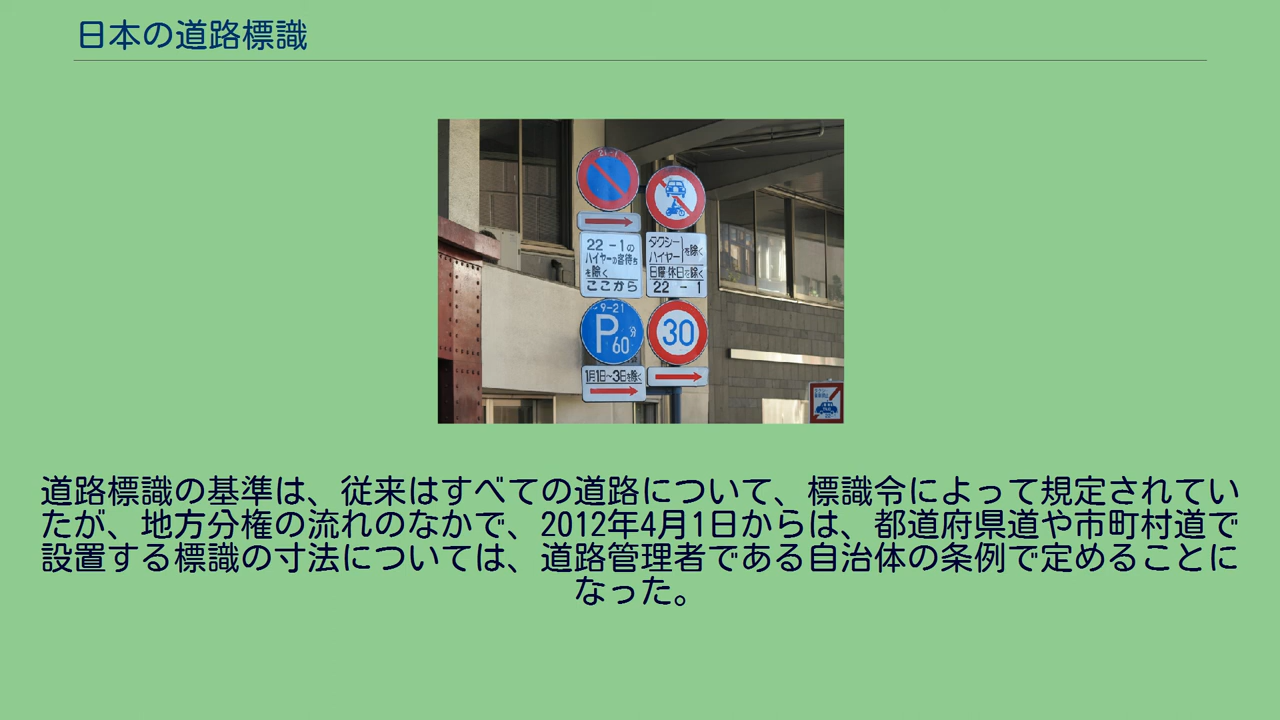 日本の道路標識
22-1の
ハイヤーの客待ち
を除く
ここから
9-21
P 60分
1月1日~3日を除く
タクシー
ハイヤー を除く
日曜・休日を除く
22-1
30
道路標識の基準は、従来はすべての道路について、標識令によって規定されてい
たが、地方分権の流れのなかで、2012年4月1日からは、都道府県道や市町村道で
設置する標識の寸法については、道路管理者である自治体の条例で定めることに
なった。